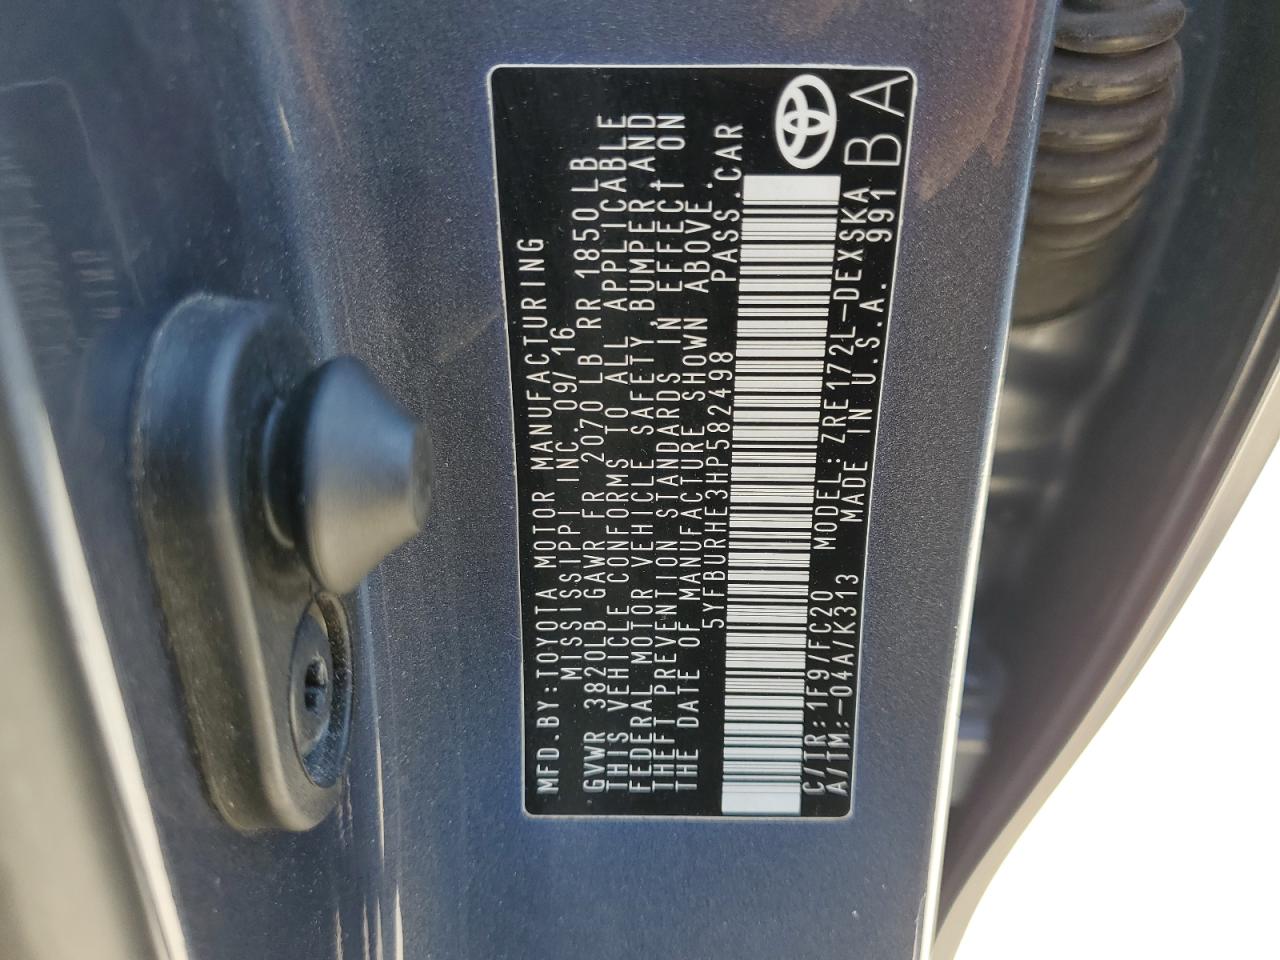 MFD.BY:TOYOTA MOTOR MANUFACTURING
MISSISSIPPI INC. 09/16
GVWR 3820LB GAWR FR 2070 LB RR 1850LB
THIS VEHICLE CONFORMS TO ALL APPLICABLE
FEDERAL MOTOR VEHICLE SAFETY, BUMPER,AND
THEFT PREVENTION STANDARDS IN EFFECT ON
THE DATE OF MANUFACTURE SHOWN ABOVE.
5YFBURHE3HP582498 PASS.CAR
C/TR:1F9/FC20 MODEL:ZRE172L-DEXSKA
A/TM:-04A/K313 MADE IN U.S.A. 991
BA